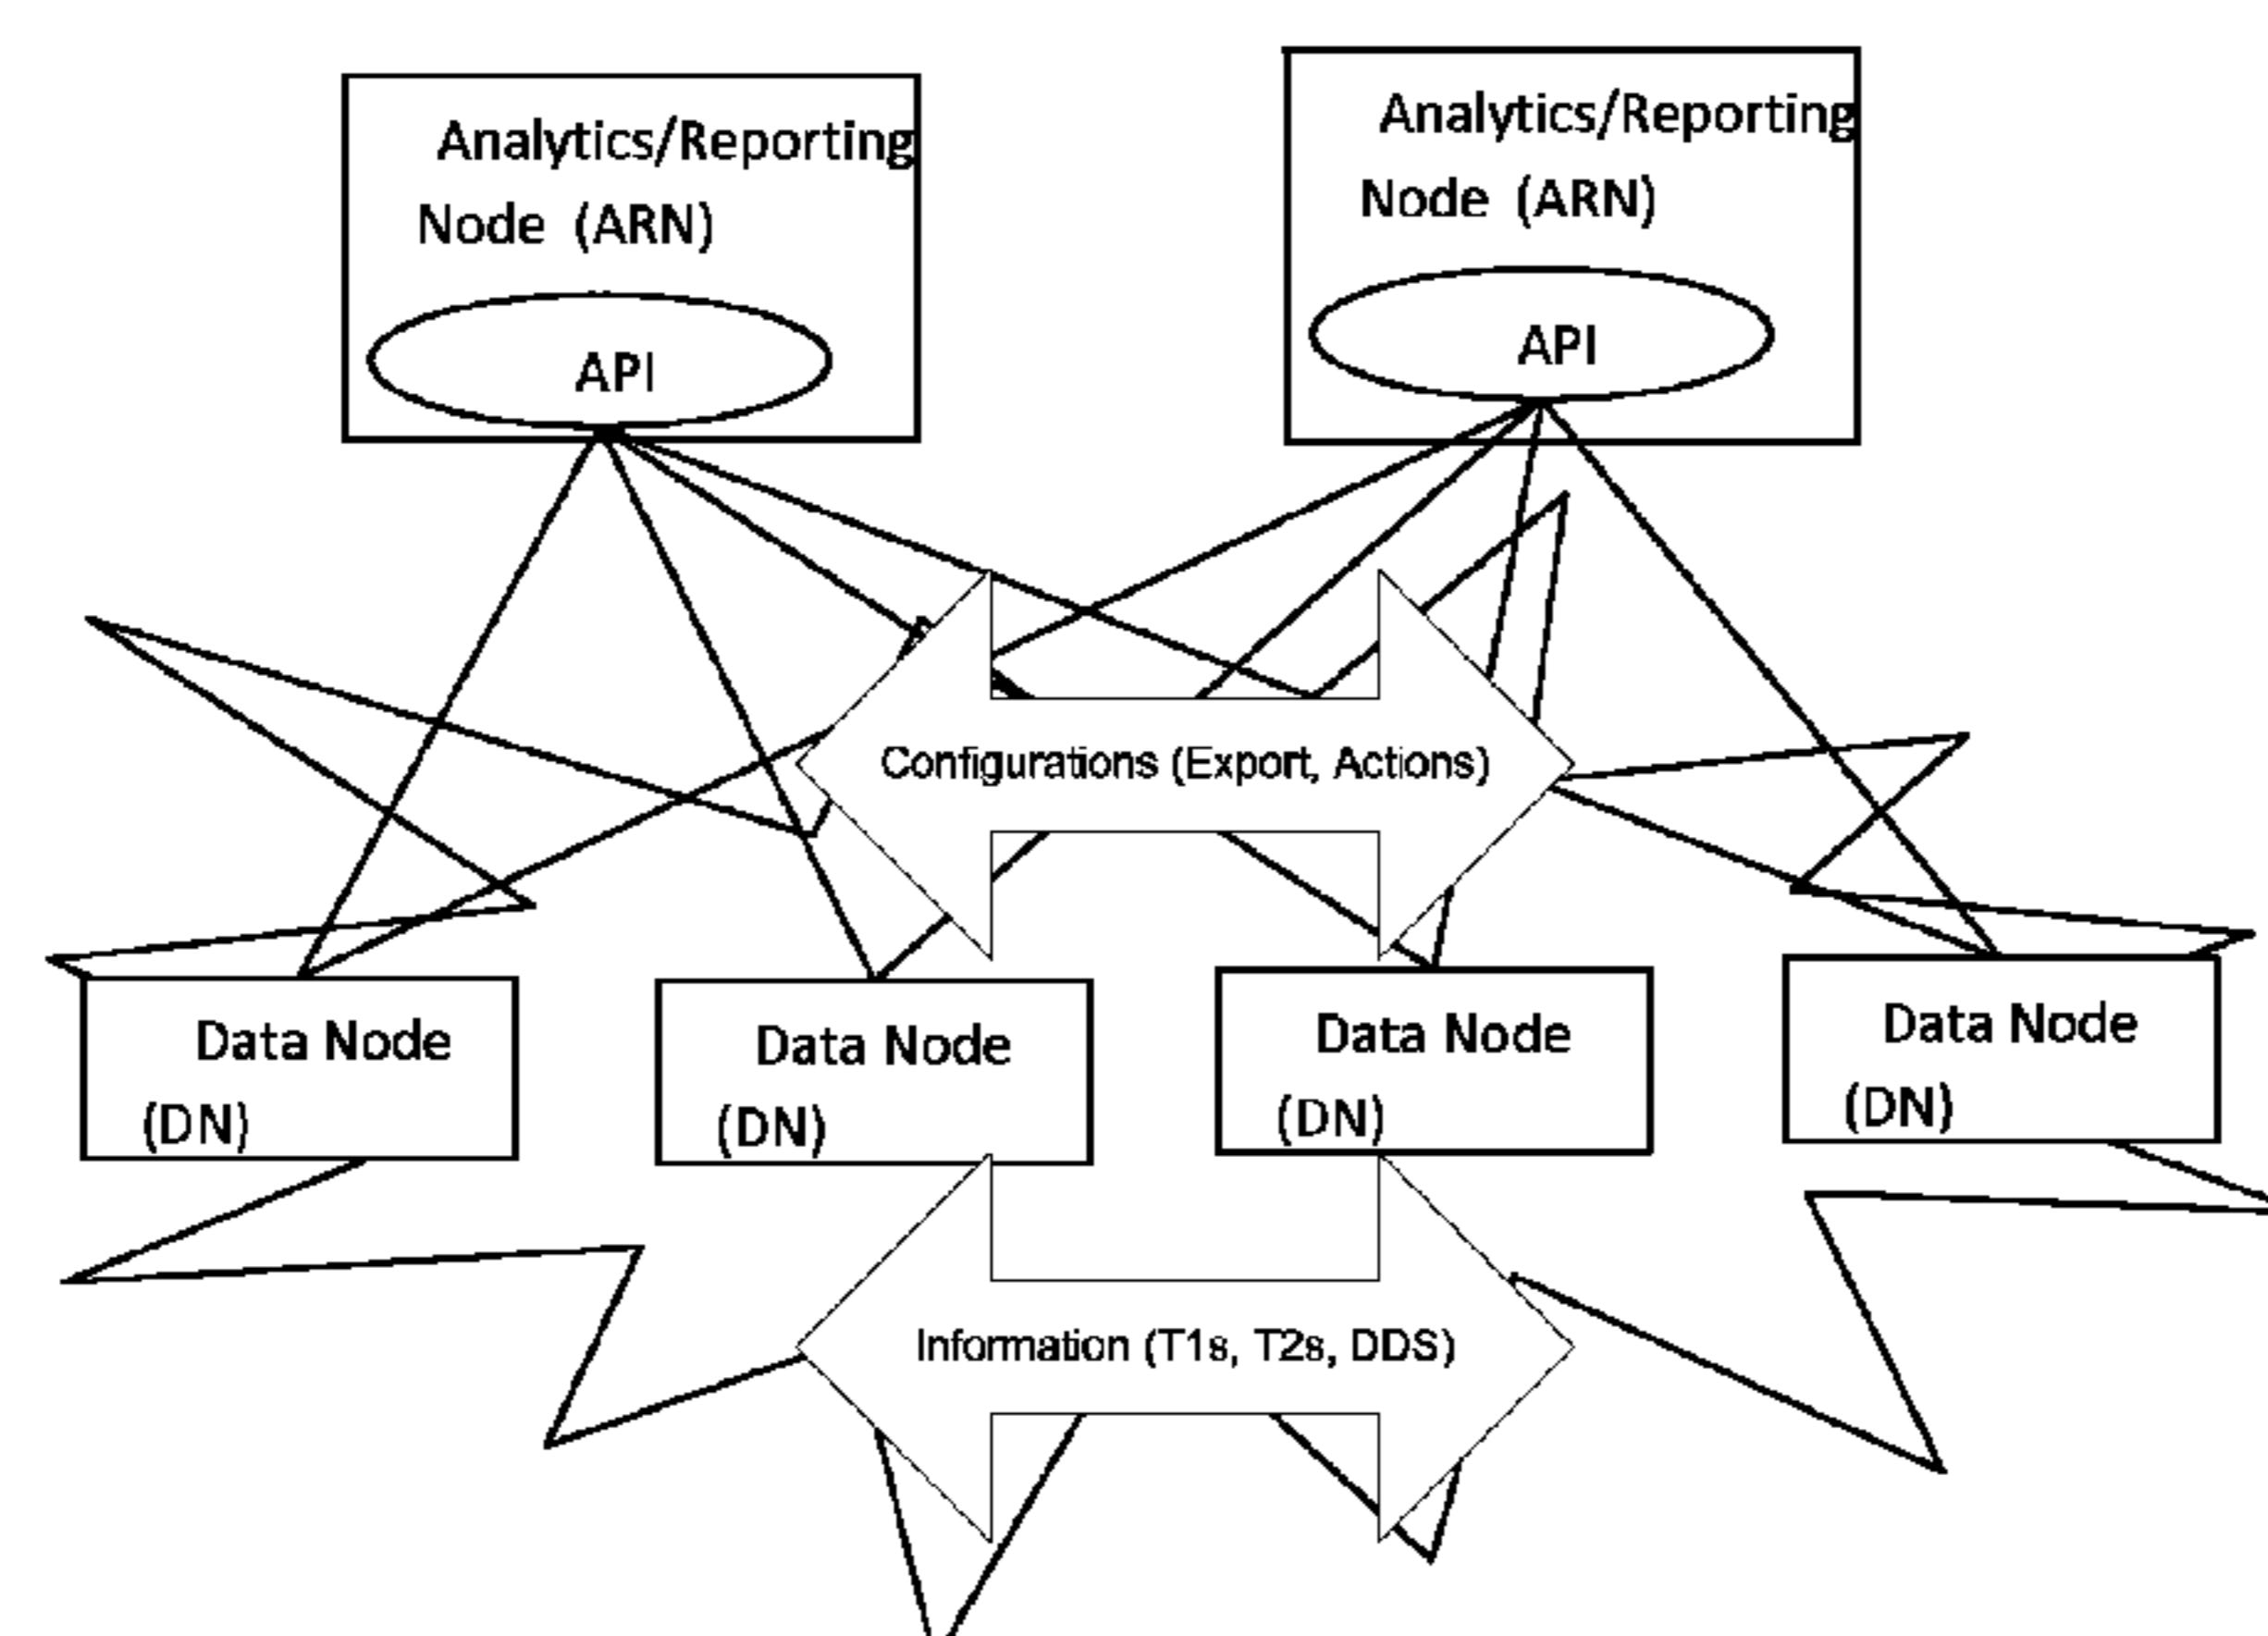 Analytics/Reporting
Node (ARN)
API
Analytics/Reporting
Node (ARN)
API
Configurations (Export, Actions)
Data Node
(DN)
Data Node
(DN)
Data Node
(DN)
Data Node
(DN)
Information (T1s, T2s, DDS)